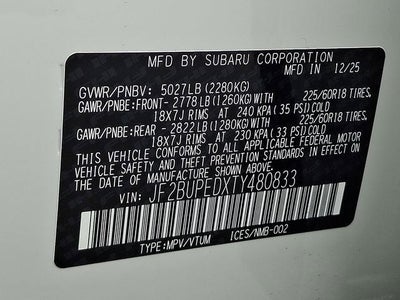 MFD BY SUBARU CORPORATION
MFD IN 12/25
GVWR/PNBV: 5027LB (2280KG)
GAWR/PNBE: FRONT- 2778LB (1260KG) WITH 225/60R18 TIRES,
18X7J RIMS AT 240 KPA (35 PSI) COLD
GAWR/PNBE: REAR - 2822LB (1280KG) WITH 225/60R18 TIRES,
18X7J RIMS AT 230 KPA (33 PSI) COLD
THIS VEHICLE CONFORMS TO ALL APPLICABLE FEDERAL MOTOR
VEHICLE SAFETY AND THEFT PREVENTION STANDARDS IN EFFECT
ON THE DATE OF MANUFACTURE SHOWN ABOVE.
VIN: JF2BUPEDXTY480833
TYPE:MPV/VTUM ICES/NMB-002